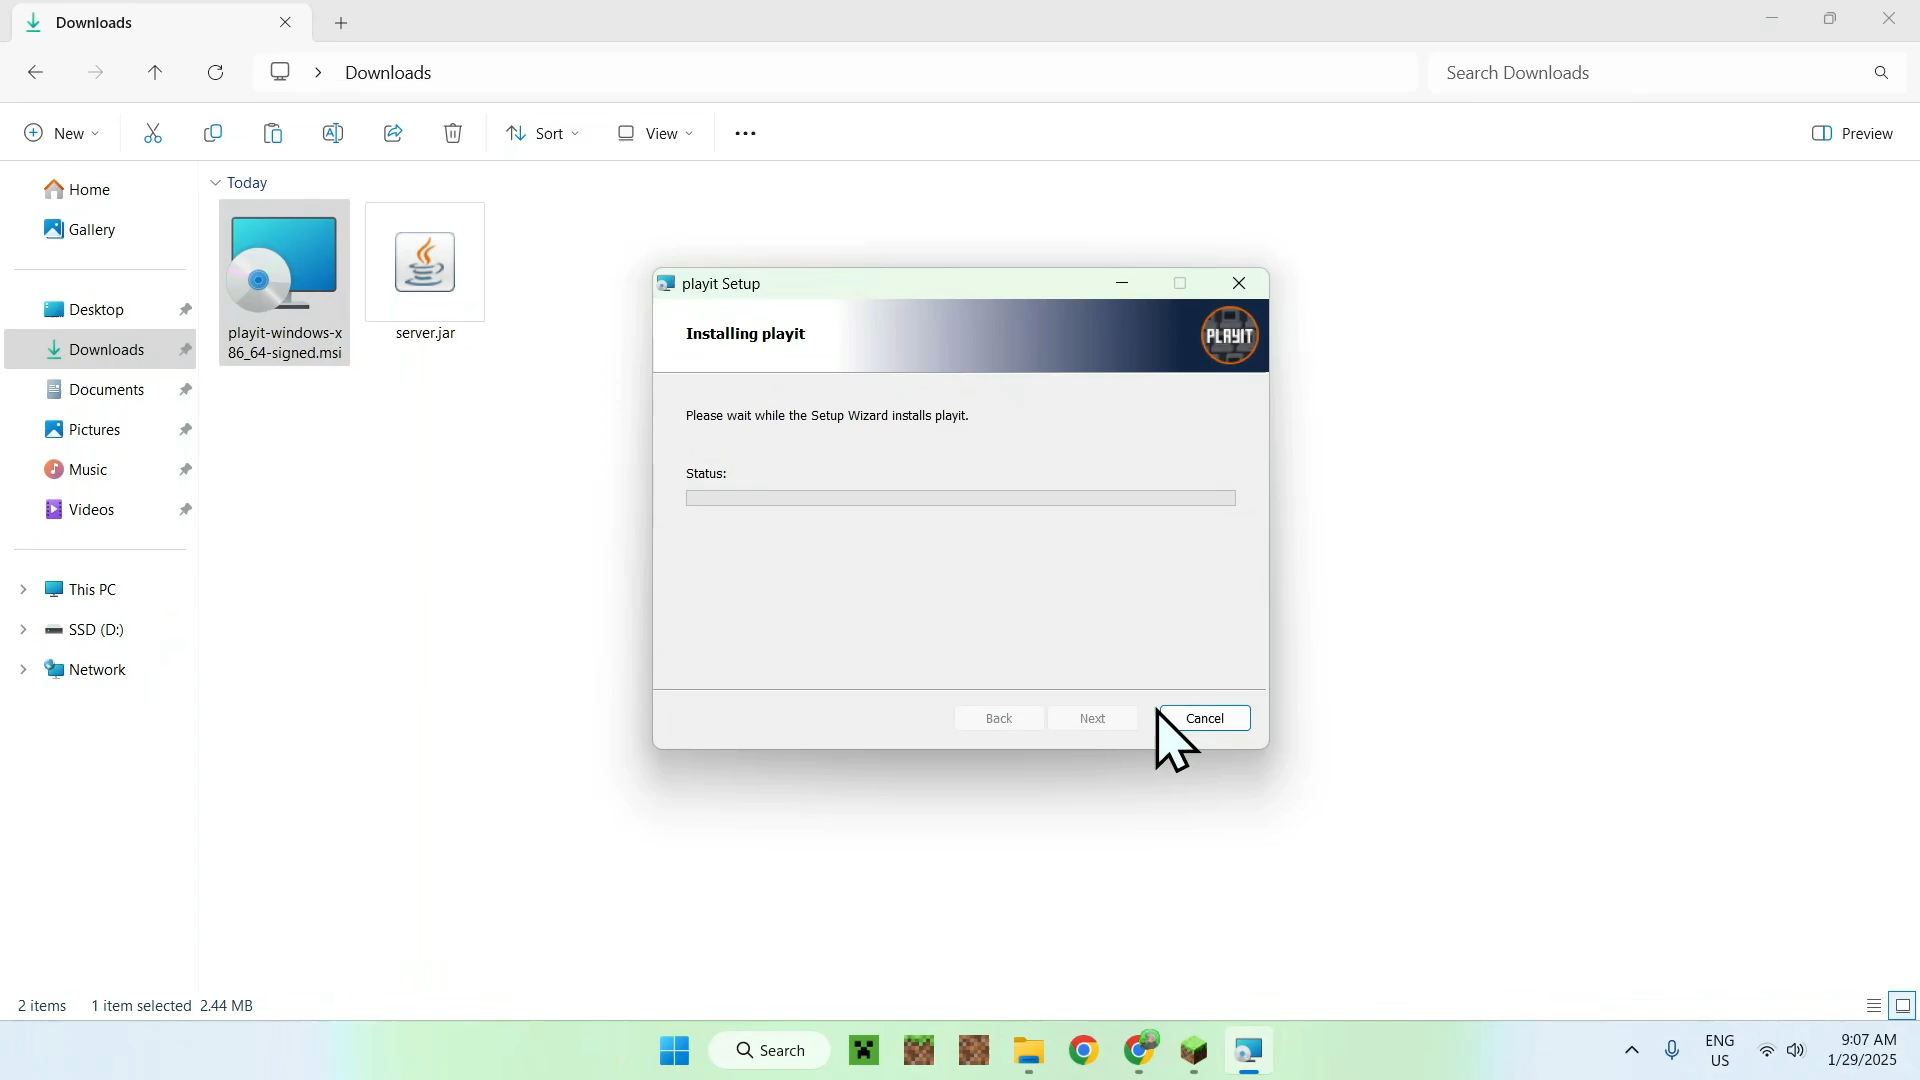 Downloads
Downloads
Search Downloads
New
Sort
View
Preview
Home
Gallery
Desktop
Downloads
Documents
Pictures
Music
Videos
This PC
SSD (D:)
Network
Today
playit-windows-x
86_64-signed.msi
server.jar
playit Setup
Installing playit
PLAYIT
Please wait while the Setup Wizard installs playit.
Status:
Back
Next
Cancel
2 items
1 item selected 2.44 MB
Search
ENG
US
9:07 AM
1/29/2025